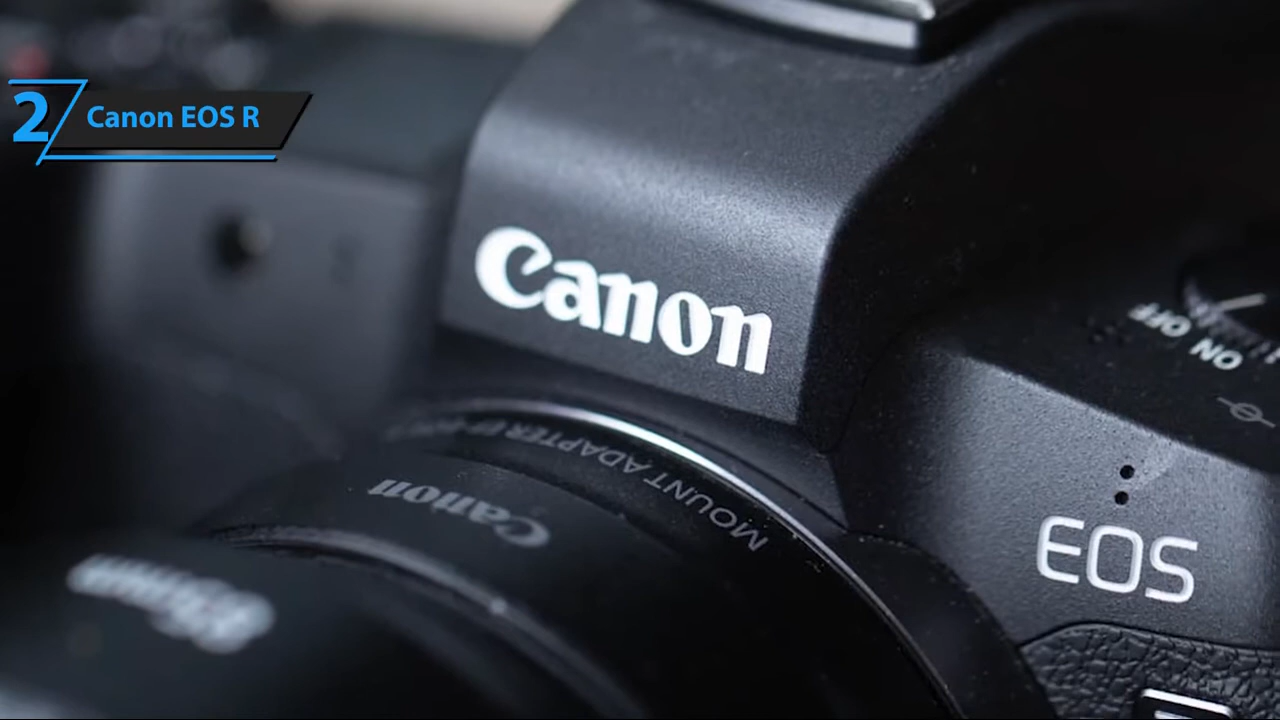 2 Canon EOS R
Canon
OFF ON
MOUNT ADAPTER
Canon
EOS